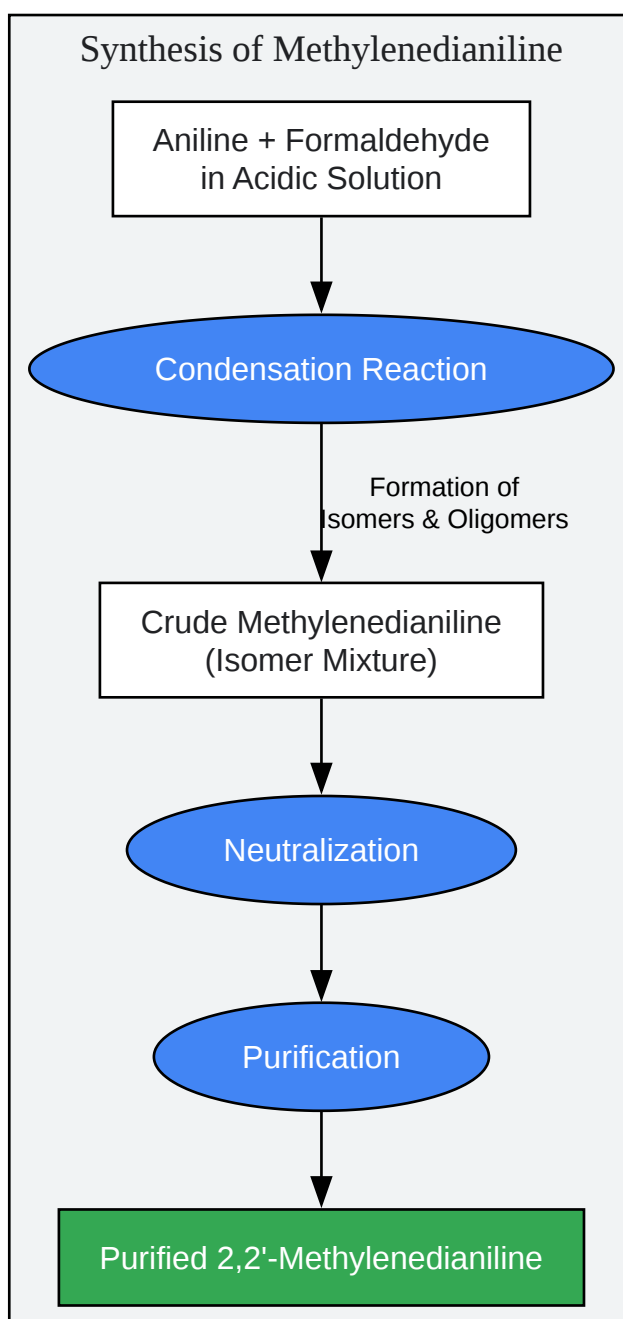 Synthesis of Methylenedianiline
Aniline + Formaldehyde
in Acidic Solution
Condensation Reaction
Formation of
Isomers & Oligomers
Crude Methylenedianiline
(Isomer Mixture)
Neutralization
Purification
Purified 2,2'-Methylenedianiline